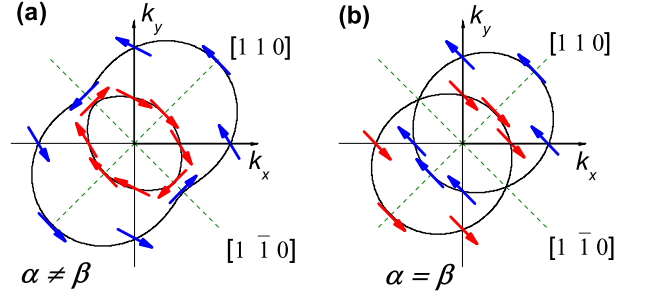 (a)
k_y
[1 1 0]
k_x
[1 1̄ 0]
α ≠ β
(b)
k_y
[1 1 0]
k_x
[1 1̄ 0]
α = β